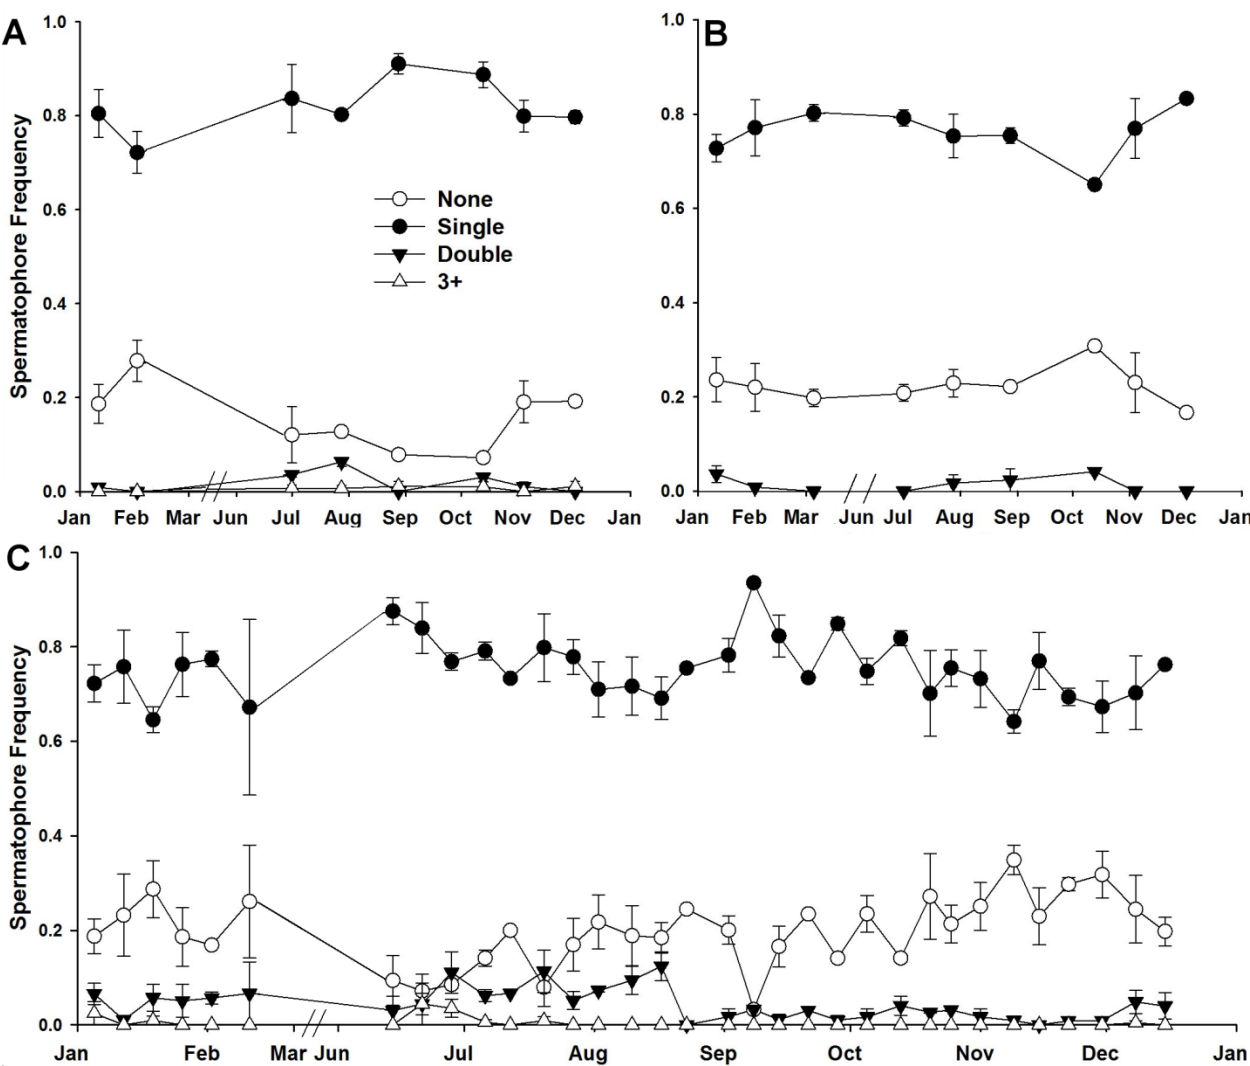 A
1.0
0.8
0.6
0.4
0.2
0.0
Spermatophore Frequency
None
Single
Double
3+
Jan Feb Mar Jun Jul Aug Sep Oct Nov Dec Jan
B
1.0
0.8
0.6
0.4
0.2
0.0
Jan Feb Mar Jun Jul Aug Sep Oct Nov Dec Jan
C
1.0
0.8
0.6
0.4
0.2
0.0
Spermatophore Frequency
Jan Feb Mar Jun Jul Aug Sep Oct Nov Dec Jan